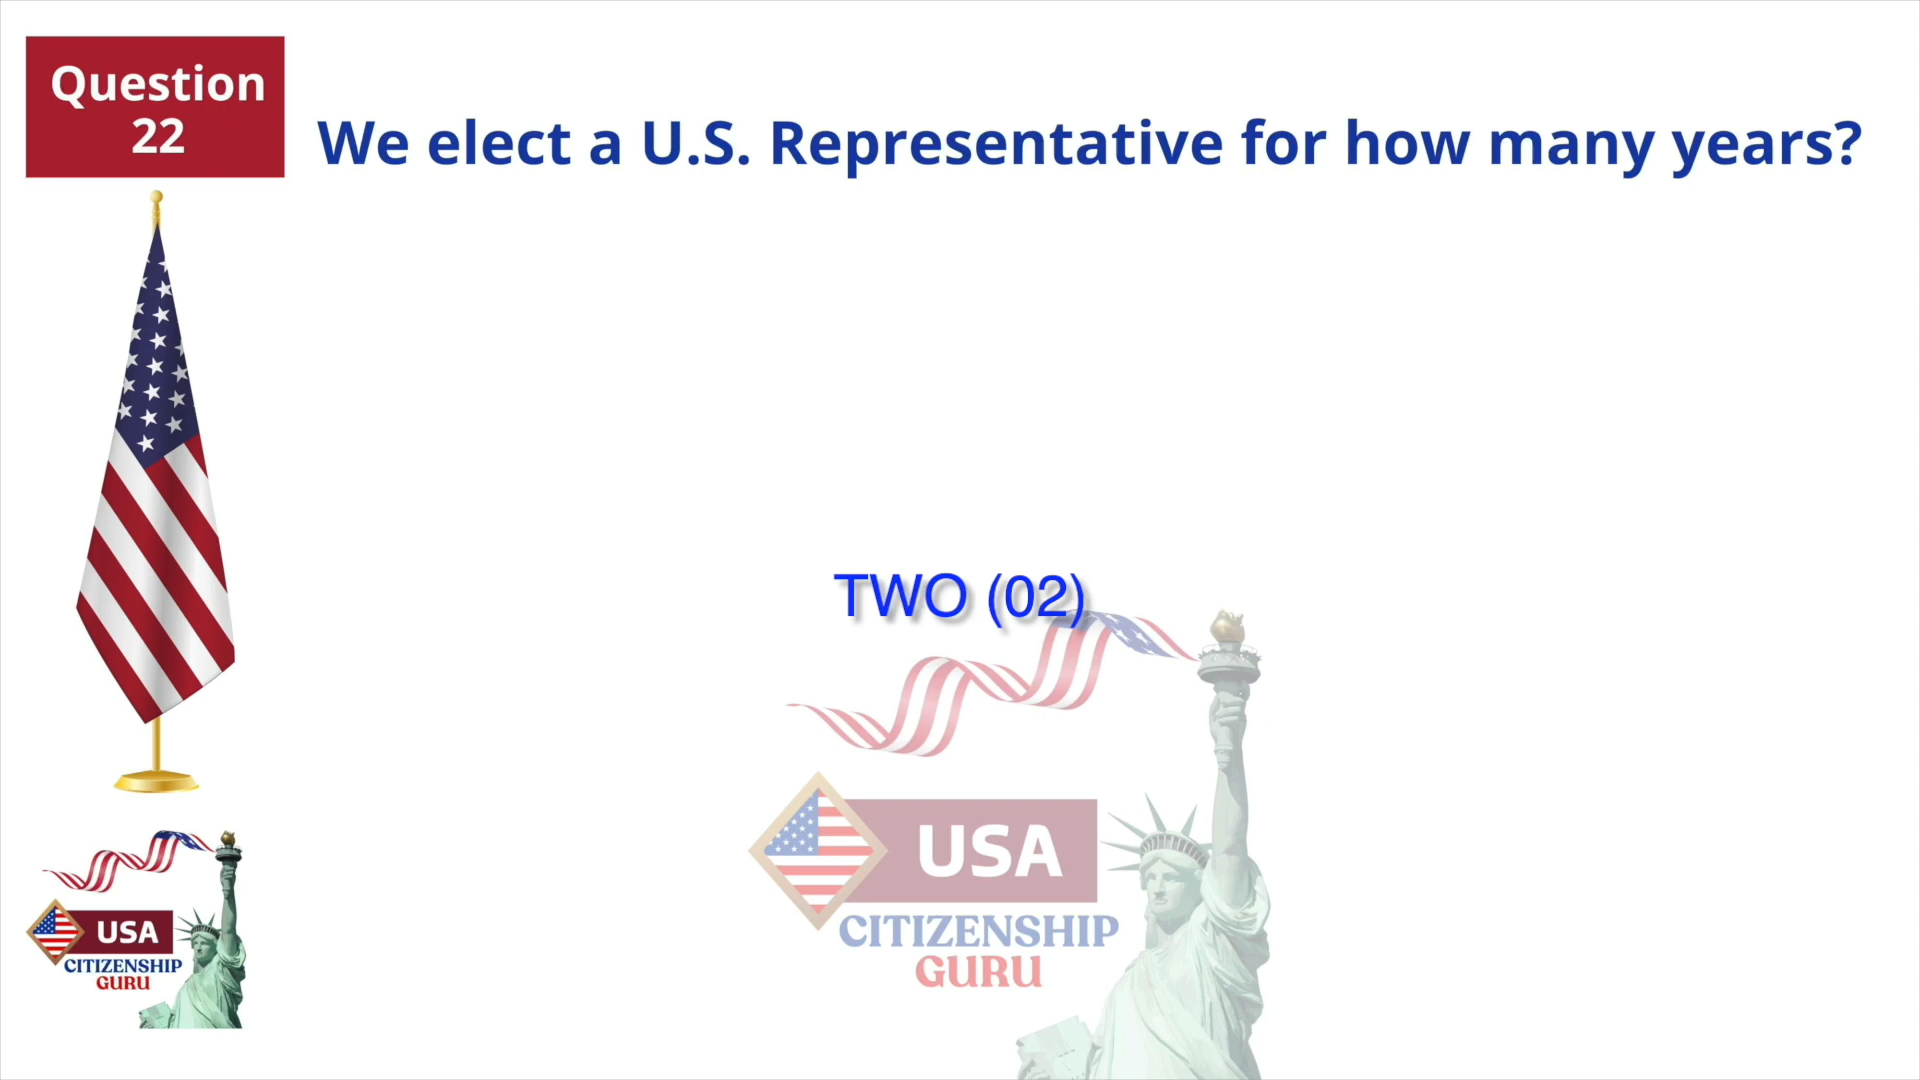 Question
22
We elect a U.S. Representative for how many years?
TWO (02)
USA
CITIZENSHIP
GURU
USA
CITIZENSHIP
GURU